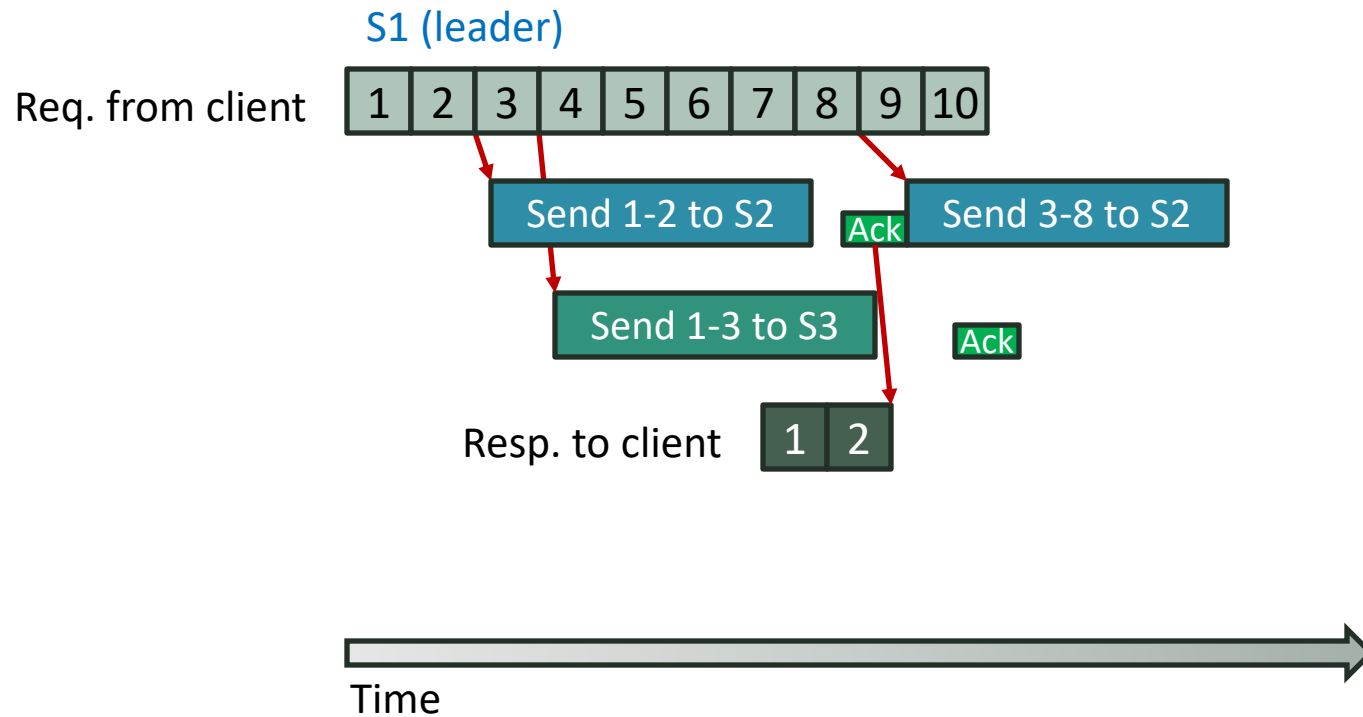 S1 (leader)
Req. from client 1 2 3 4 5 6 7 8 9 10
Send 1-2 to S2 Ack Send 3-8 to S2
Send 1-3 to S3 Ack
Resp. to client 1 2
Time